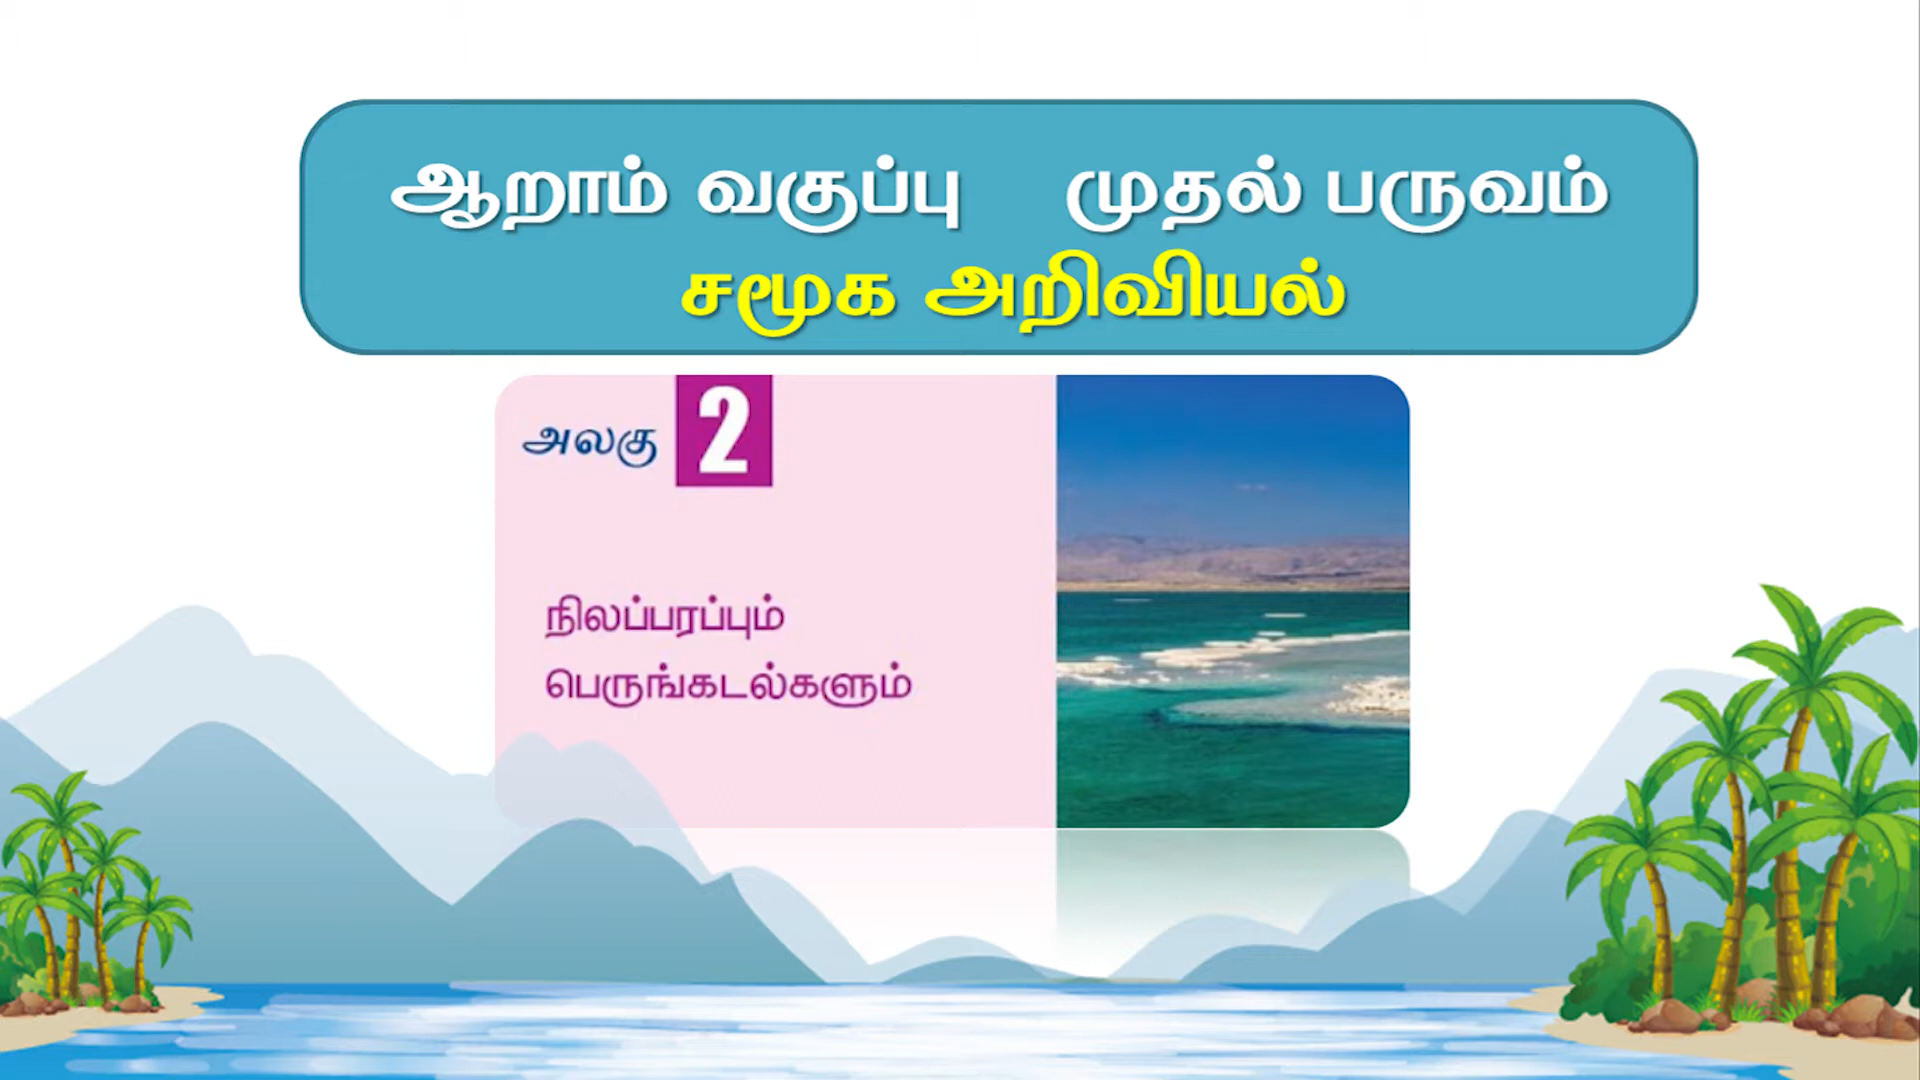 ஆறாம் வகுப்பு முதல் பருவம்
சமூக அறிவியல்
அலகு 2
நிலப்பரப்பும்
பெருங்கடல்களும்